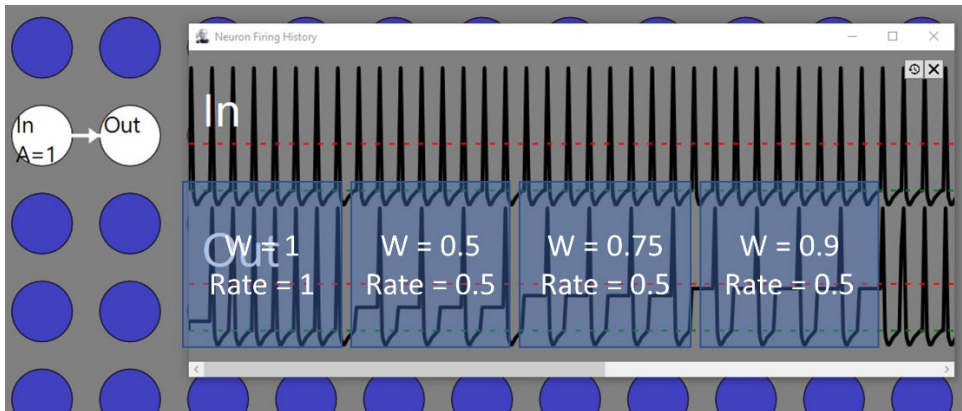 Neuron Firing History
In
A=1
Out
In
Out
W = 1
Rate = 1
W = 0.5
Rate = 0.5
W = 0.75
Rate = 0.5
W = 0.9
Rate = 0.5